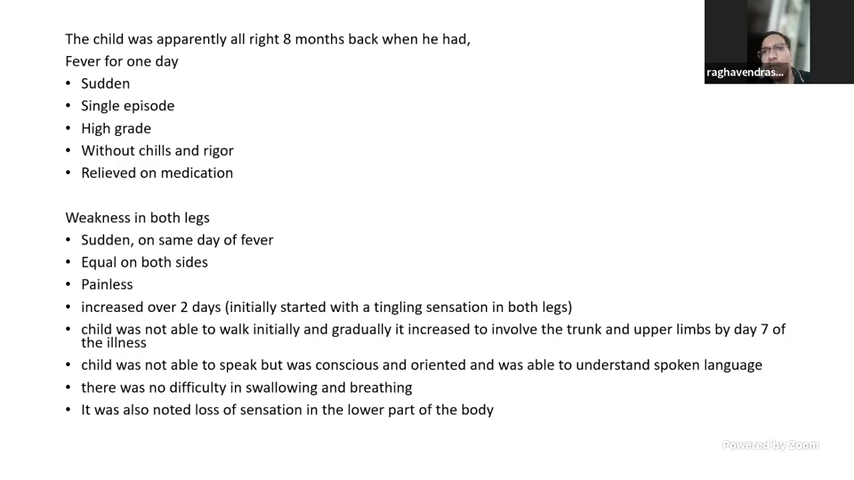 The child was apparently all right 8 months back when he had,
Fever for one day
• Sudden
• Single episode
• High grade
• Without chills and rigor
• Relieved on medication
Weakness in both legs
• Sudden, on same day of fever
• Equal on both sides
• Painless
• increased over 2 days (initially started with a tingling sensation in both legs)
• child was not able to walk initially and gradually it increased to involve the trunk and upper limbs by day 7 of
the illness
• child was not able to speak but was conscious and oriented and was able to understand spoken language
• there was no difficulty in swallowing and breathing
• It was also noted loss of sensation in the lower part of the body
raghavendras...
Powered by Zoom